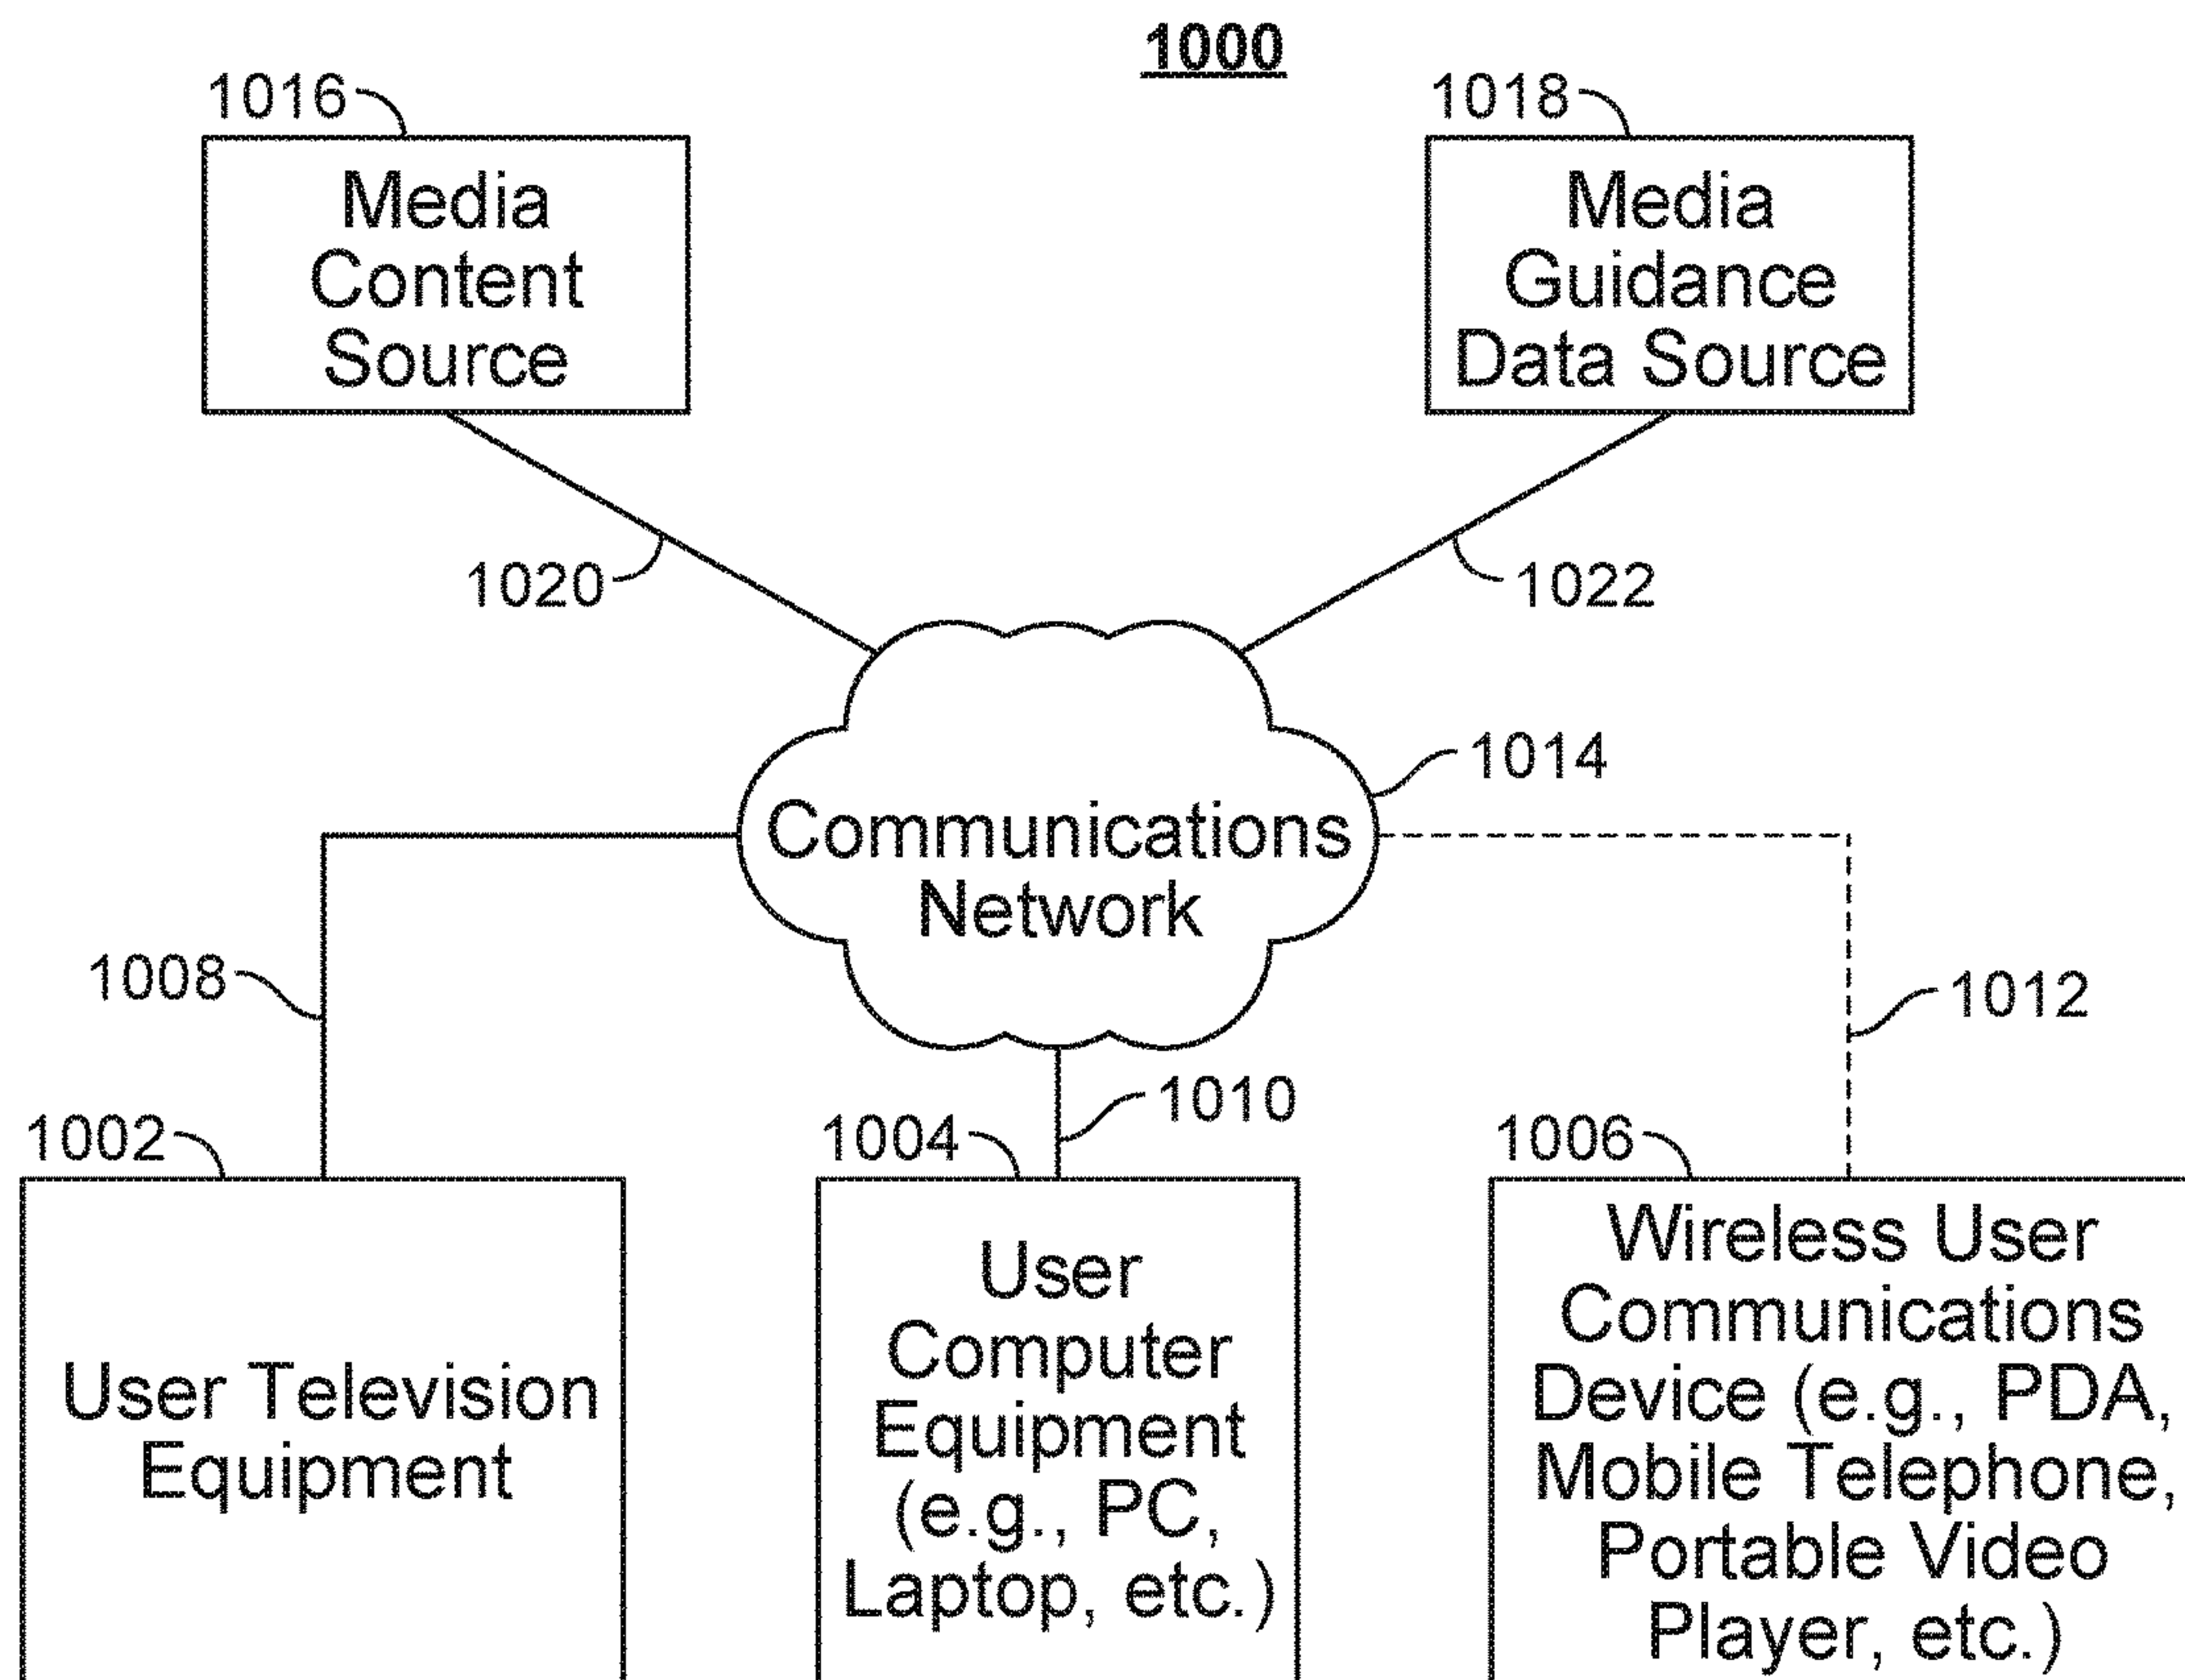 1000
1016
Media
Content
Source
1018
Media
Guidance
Data Source
1020
1022
1014
Communications
Network
1008
1012
1010
1002
User Television
Equipment
1004
User
Computer
Equipment
(e.g., PC,
Laptop, etc.)
1006
Wireless User
Communications
Device (e.g., PDA,
Mobile Telephone,
Portable Video
Player, etc.)